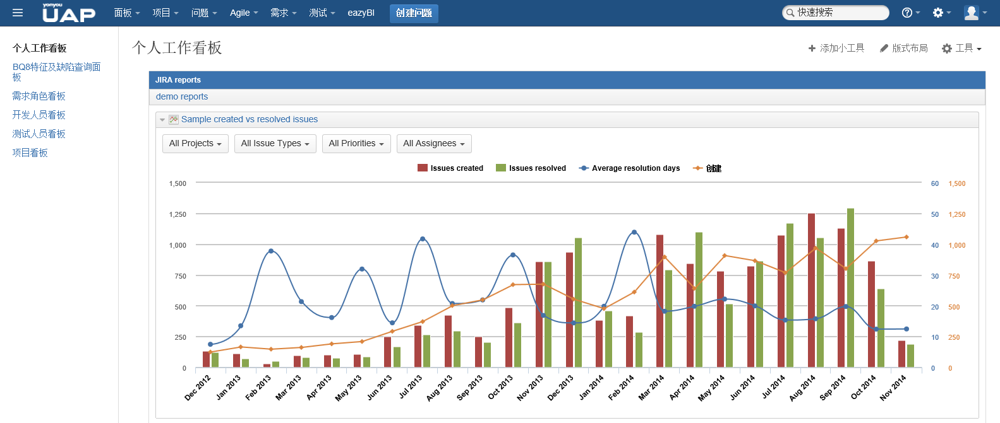 yonyou
UAP
面板 项目 问题 Agile 需求 测试 eazyBI 创建问题 快速搜索
个人工作看板
BQ8特征及缺陷查询面
板
需求角色看板
开发人员看板
测试人员看板
项目看板
个人工作看板
添加小工具 版式布局 工具
JIRA reports
demo reports
Sample created vs resolved issues
All Projects All Issue Types All Priorities All Assignees
Issues created Issues resolved Average resolution days 创建
1,500 60 1,500
1,250 50 1,250
1,000 40 1,000
750 30 750
500 20 500
250 10 250
0 0 0
Dec 2012 Jan 2013 Feb 2013 Mar 2013 Apr 2013 May 2013 Jun 2013 Jul 2013 Aug 2013 Sep 2013 Oct 2013 Nov 2013 Dec 2013 Jan 2014 Feb 2014 Mar 2014 Apr 2014 May 2014 Jun 2014 Jul 2014 Aug 2014 Sep 2014 Oct 2014 Nov 2014